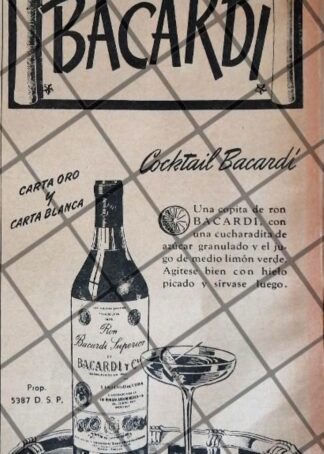 BACARDI
Cocktail Bacardí
CARTA ORO
Y
CARTA BLANCA
Una copita de ron
BACARDI, con
una cucharadita de
azúcar granulado y el ju-
go de medio limón verde.
Agítese bien con hielo
picado y sírvase luego.
Ron
Bacardi Superior
BACARDI Y Cª
Prop.
5387 D. S. P.